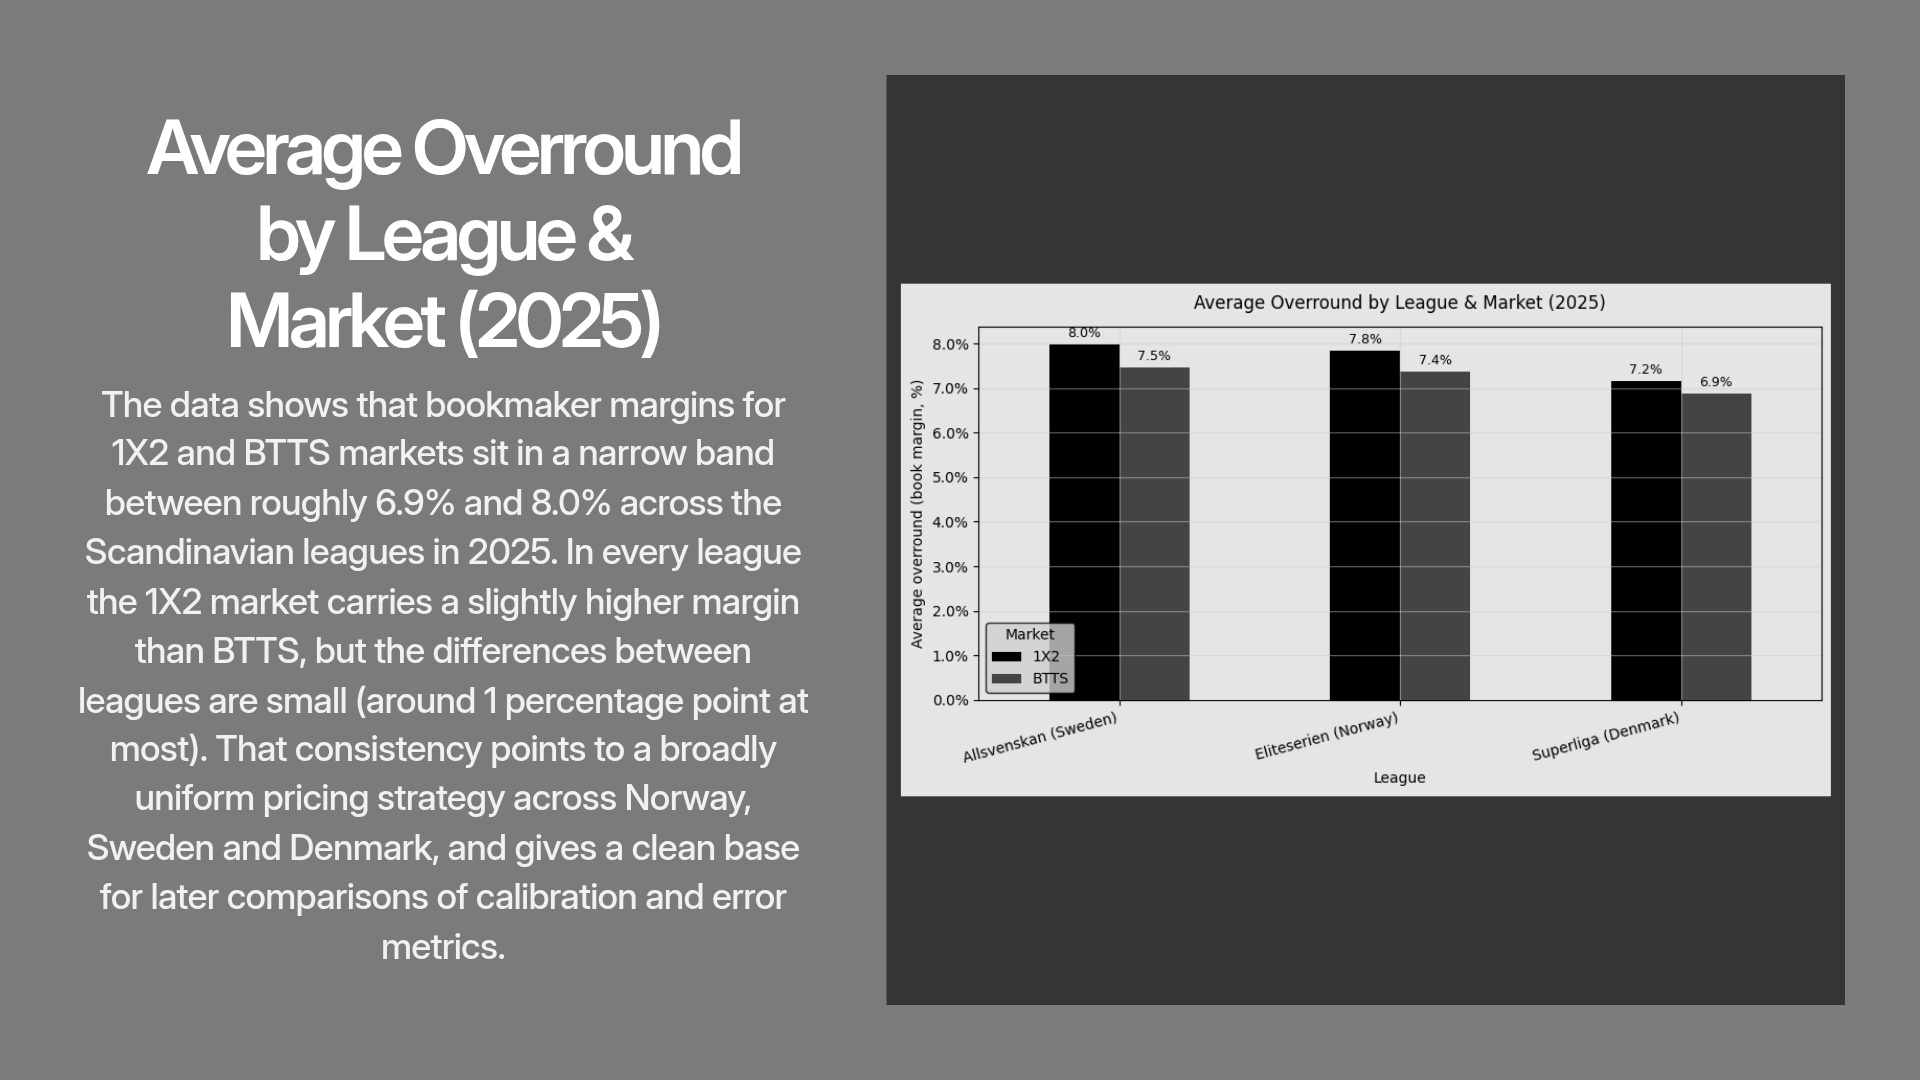 Average Overround
by League &
Market (2025)
The data shows that bookmaker margins for
1X2 and BTTS markets sit in a narrow band
between roughly 6.9% and 8.0% across the
Scandinavian leagues in 2025. In every league
the 1X2 market carries a slightly higher margin
than BTTS, but the differences between
leagues are small (around 1 percentage point at
most). That consistency points to a broadly
uniform pricing strategy across Norway,
Sweden and Denmark, and gives a clean base
for later comparisons of calibration and error
metrics.
Average Overround by League & Market (2025)
Average overround (book margin, %)
8.0%
7.0%
6.0%
5.0%
4.0%
3.0%
2.0%
1.0%
0.0%
8.0%
7.5%
7.8%
7.4%
7.2%
6.9%
Market
1X2
BTTS
Allsvenskan (Sweden)
Eliteserien (Norway)
Superliga (Denmark)
League